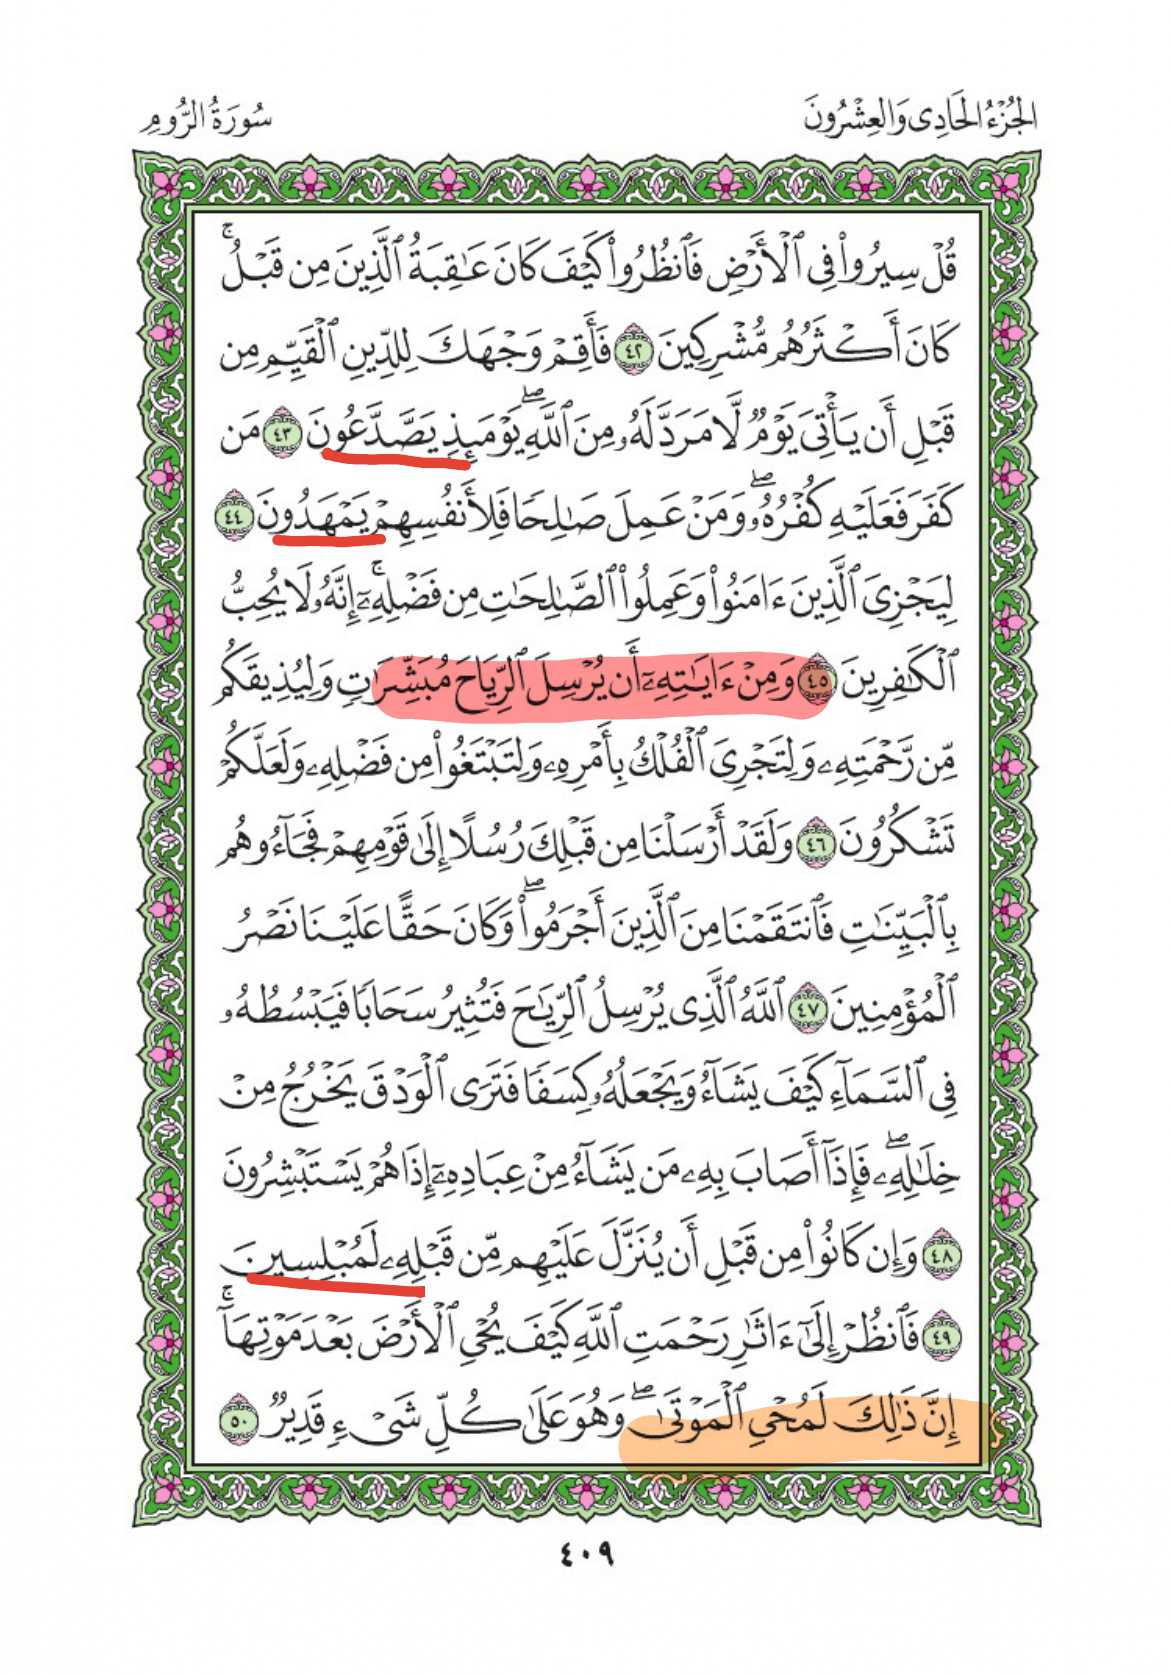 الجُزْءُ الحَادِى وَالعِشْرُونَ
سُورَةُ الرُّومِ
قُلْ سِيرُوا۟ فِى ٱلْأَرْضِ فَٱنظُرُوا۟ كَيْفَ كَانَ عَـٰقِبَةُ ٱلَّذِينَ مِن قَبْلُ ۚ
كَانَ أَكْثَرُهُم مُّشْرِكِينَ ٤٢ فَأَقِمْ وَجْهَكَ لِلدِّينِ ٱلْقَيِّمِ مِن
قَبْلِ أَن يَأْتِىَ يَوْمٌ لَّا مَرَدَّ لَهُۥ مِنَ ٱللَّهِ ۖ يَوْمَئِذٍ يَصَّدَّعُونَ ٤٣ مَن
كَفَرَ فَعَلَيْهِ كُفْرُهُۥ ۖ وَمَنْ عَمِلَ صَـٰلِحًا فَلِأَنفُسِهِمْ يَمْهَدُونَ ٤٤
لِيَجْزِىَ ٱلَّذِينَ ءَامَنُوا۟ وَعَمِلُوا۟ ٱلصَّـٰلِحَـٰتِ مِن فَضْلِهِۦٓ ۚ إِنَّهُۥ لَا يُحِبُّ
ٱلْكَـٰفِرِينَ ٤٥ وَمِنْ ءَايَـٰتِهِۦٓ أَن يُرْسِلَ ٱلرِّيَاحَ مُبَشِّرَٰتٍ وَلِيُذِيقَكُم
مِّن رَّحْمَتِهِۦ وَلِتَجْرِىَ ٱلْفُلْكُ بِأَمْرِهِۦ وَلِتَبْتَغُوا۟ مِن فَضْلِهِۦ وَلَعَلَّكُمْ
تَشْكُرُونَ ٤٦ وَلَقَدْ أَرْسَلْنَا مِن قَبْلِكَ رُسُلًا إِلَىٰ قَوْمِهِمْ فَجَآءُوهُم
بِٱلْبَيِّنَـٰتِ فَٱنتَقَمْنَا مِنَ ٱلَّذِينَ أَجْرَمُوا۟ ۖ وَكَانَ حَقًّا عَلَيْنَا نَصْرُ
ٱلْمُؤْمِنِينَ ٤٧ ٱللَّهُ ٱلَّذِى يُرْسِلُ ٱلرِّيَـٰحَ فَتُثِيرُ سَحَابًا فَيَبْسُطُهُۥ
فِى ٱلسَّمَآءِ كَيْفَ يَشَآءُ وَيَجْعَلُهُۥ كِسَفًا فَتَرَى ٱلْوَدْقَ يَخْرُجُ مِنْ
خِلَـٰلِهِۦ ۖ فَإِذَآ أَصَابَ بِهِۦ مَن يَشَآءُ مِنْ عِبَادِهِۦٓ إِذَا هُمْ يَسْتَبْشِرُونَ
٤٨ وَإِن كَانُوا۟ مِن قَبْلِ أَن يُنَزَّلَ عَلَيْهِم مِّن قَبْلِهِۦ لَمُبْلِسِينَ
٤٩ فَٱنظُرْ إِلَىٰٓ ءَاثَـٰرِ رَحْمَتِ ٱللَّهِ كَيْفَ يُحْىِ ٱلْأَرْضَ بَعْدَ مَوْتِهَآ ۚ
إِنَّ ذَٰلِكَ لَمُحْىِ ٱلْمَوْتَىٰ ۖ وَهُوَ عَلَىٰ كُلِّ شَىْءٍ قَدِيرٌ ٥٠
٤٠٩